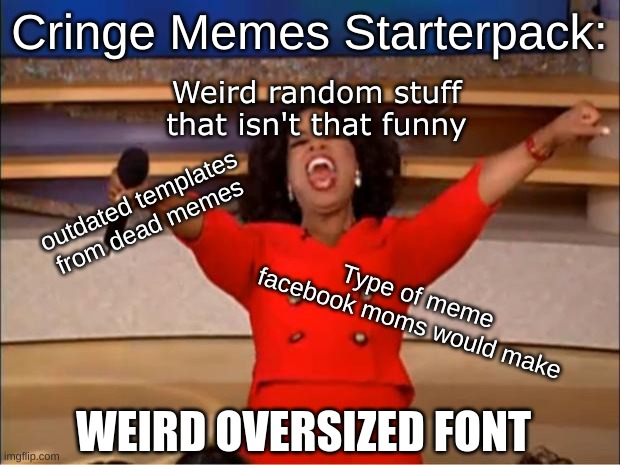 Cringe Memes Starterpack:
Weird random stuff
that isn't that funny
outdated templates
from dead memes
Type of meme
facebook moms would make
WEIRD OVERSIZED FONT
imgflip.com